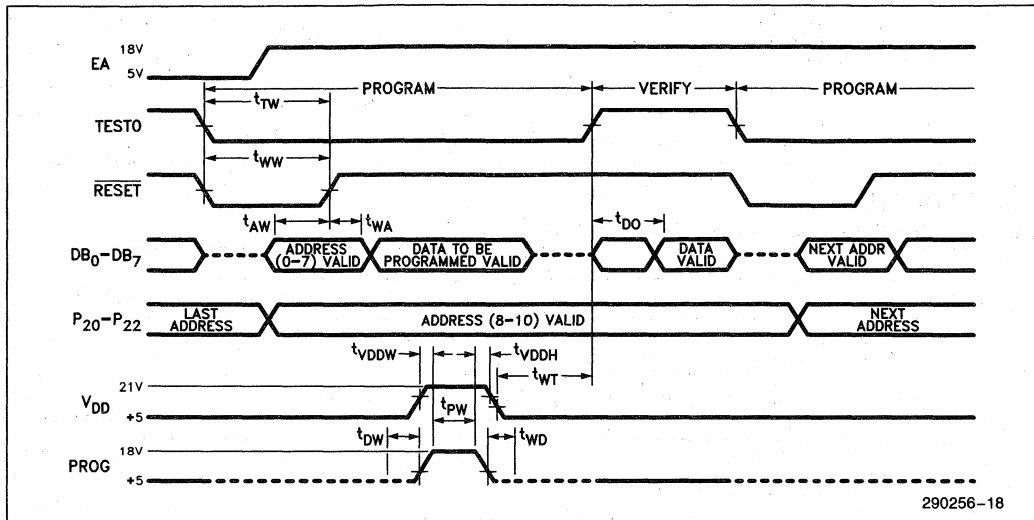 18V
EA
5V
PROGRAM
VERIFY
PROGRAM
tTW
TEST0
tWW
RESET
tAW
tWA
tDO
DB0–DB7
ADDRESS (0–7) VALID
DATA TO BE PROGRAMMED VALID
DATA VALID
NEXT ADDR VALID
P20–P22
LAST ADDRESS
ADDRESS (8–10) VALID
NEXT ADDRESS
tVDDW
tVDDH
tWT
21V
VDD
+5
tPW
tDW
tWD
18V
PROG
+5
290256–18